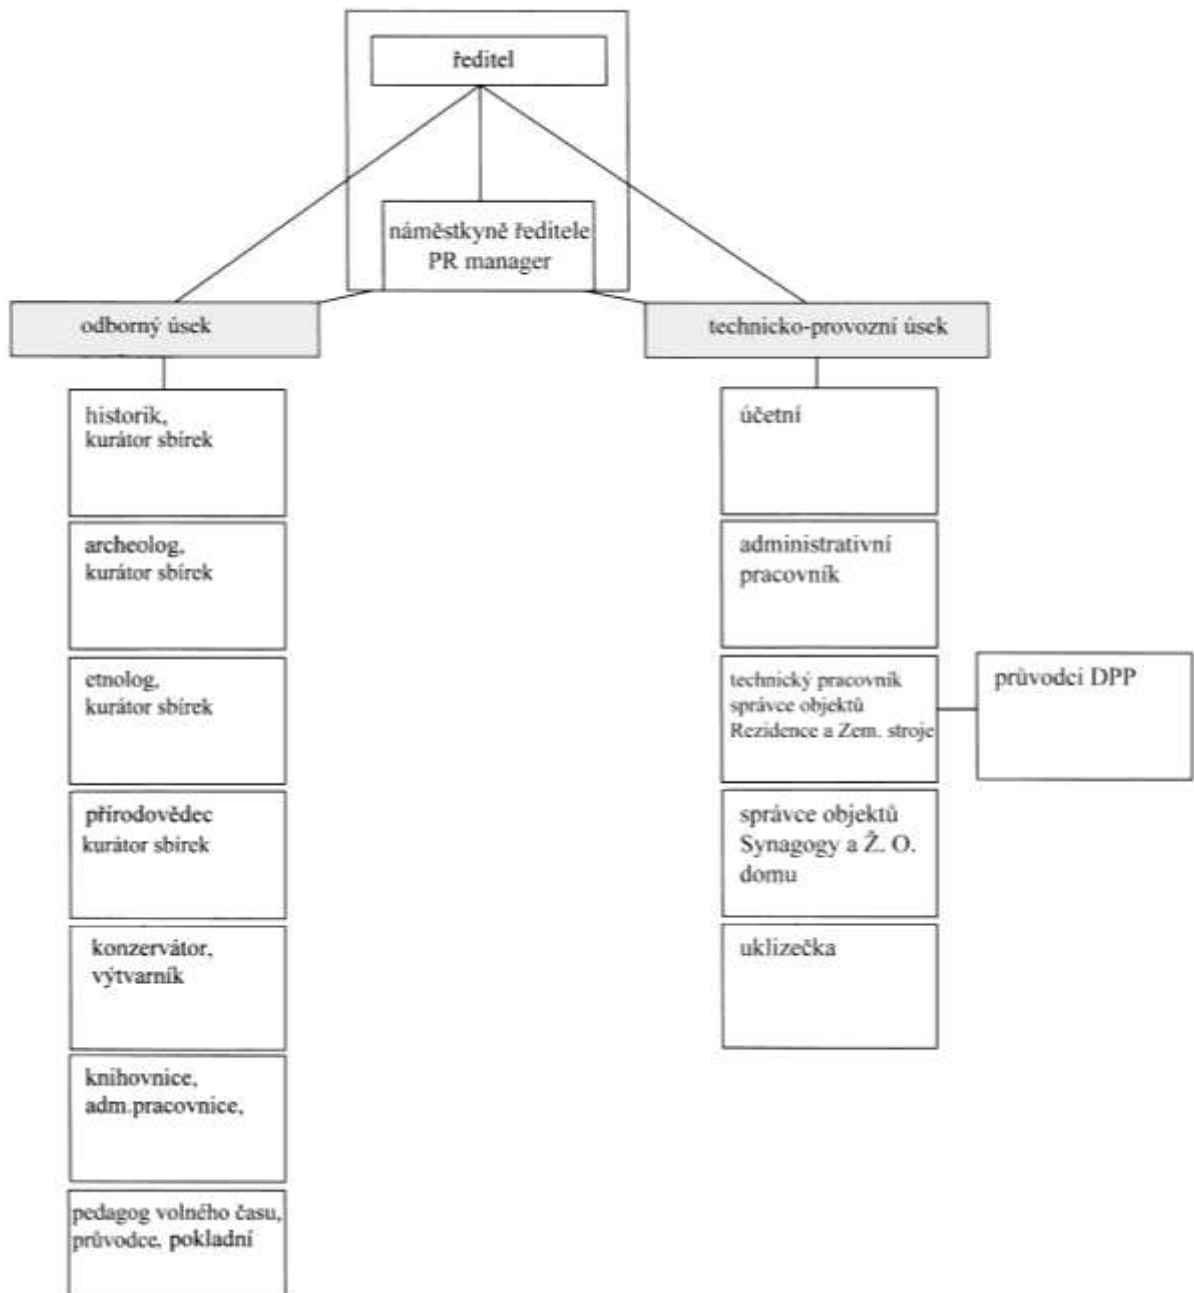 ředitel
náměstkyně ředitele
PR manager
odborný úsek
technicko-provozní úsek
historik,
kurátor sbírek
archeolog,
kurátor sbírek
etnolog,
kurátor sbírek
přírodovědec
kurátor sbírek
konzervátor,
výtvarník
knihovnice,
adm.pracovnice,
pedagog volného času,
průvodce, pokladní
účetní
administrativní
pracovník
technický pracovník
správce objektů
Rezidence a Zem. stroje
průvodci DPP
správce objektů
Synagogy a Ž. O.
domu
uklizečka